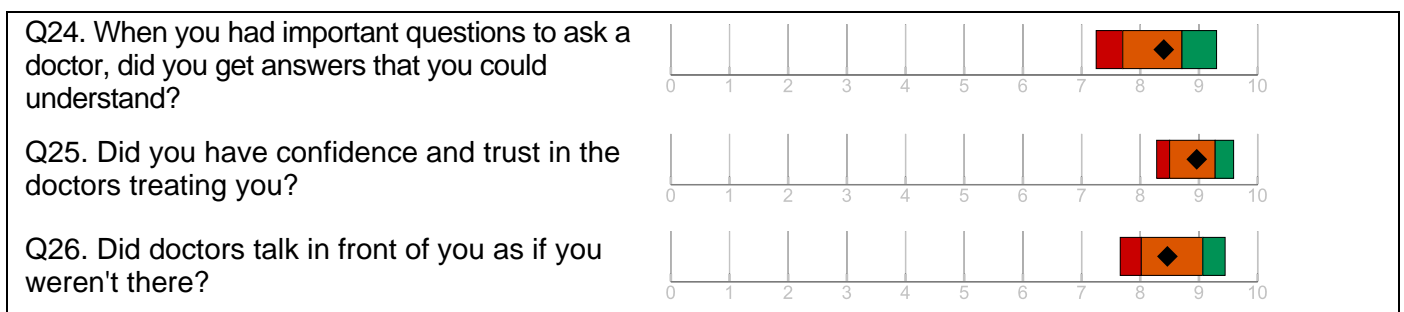 Q24. When you had important questions to ask a
doctor, did you get answers that you could
understand?
0 1 2 3 4 5 6 7 8 9 10
Q25. Did you have confidence and trust in the
doctors treating you?
0 1 2 3 4 5 6 7 8 9 10
Q26. Did doctors talk in front of you as if you
weren't there?
0 1 2 3 4 5 6 7 8 9 10